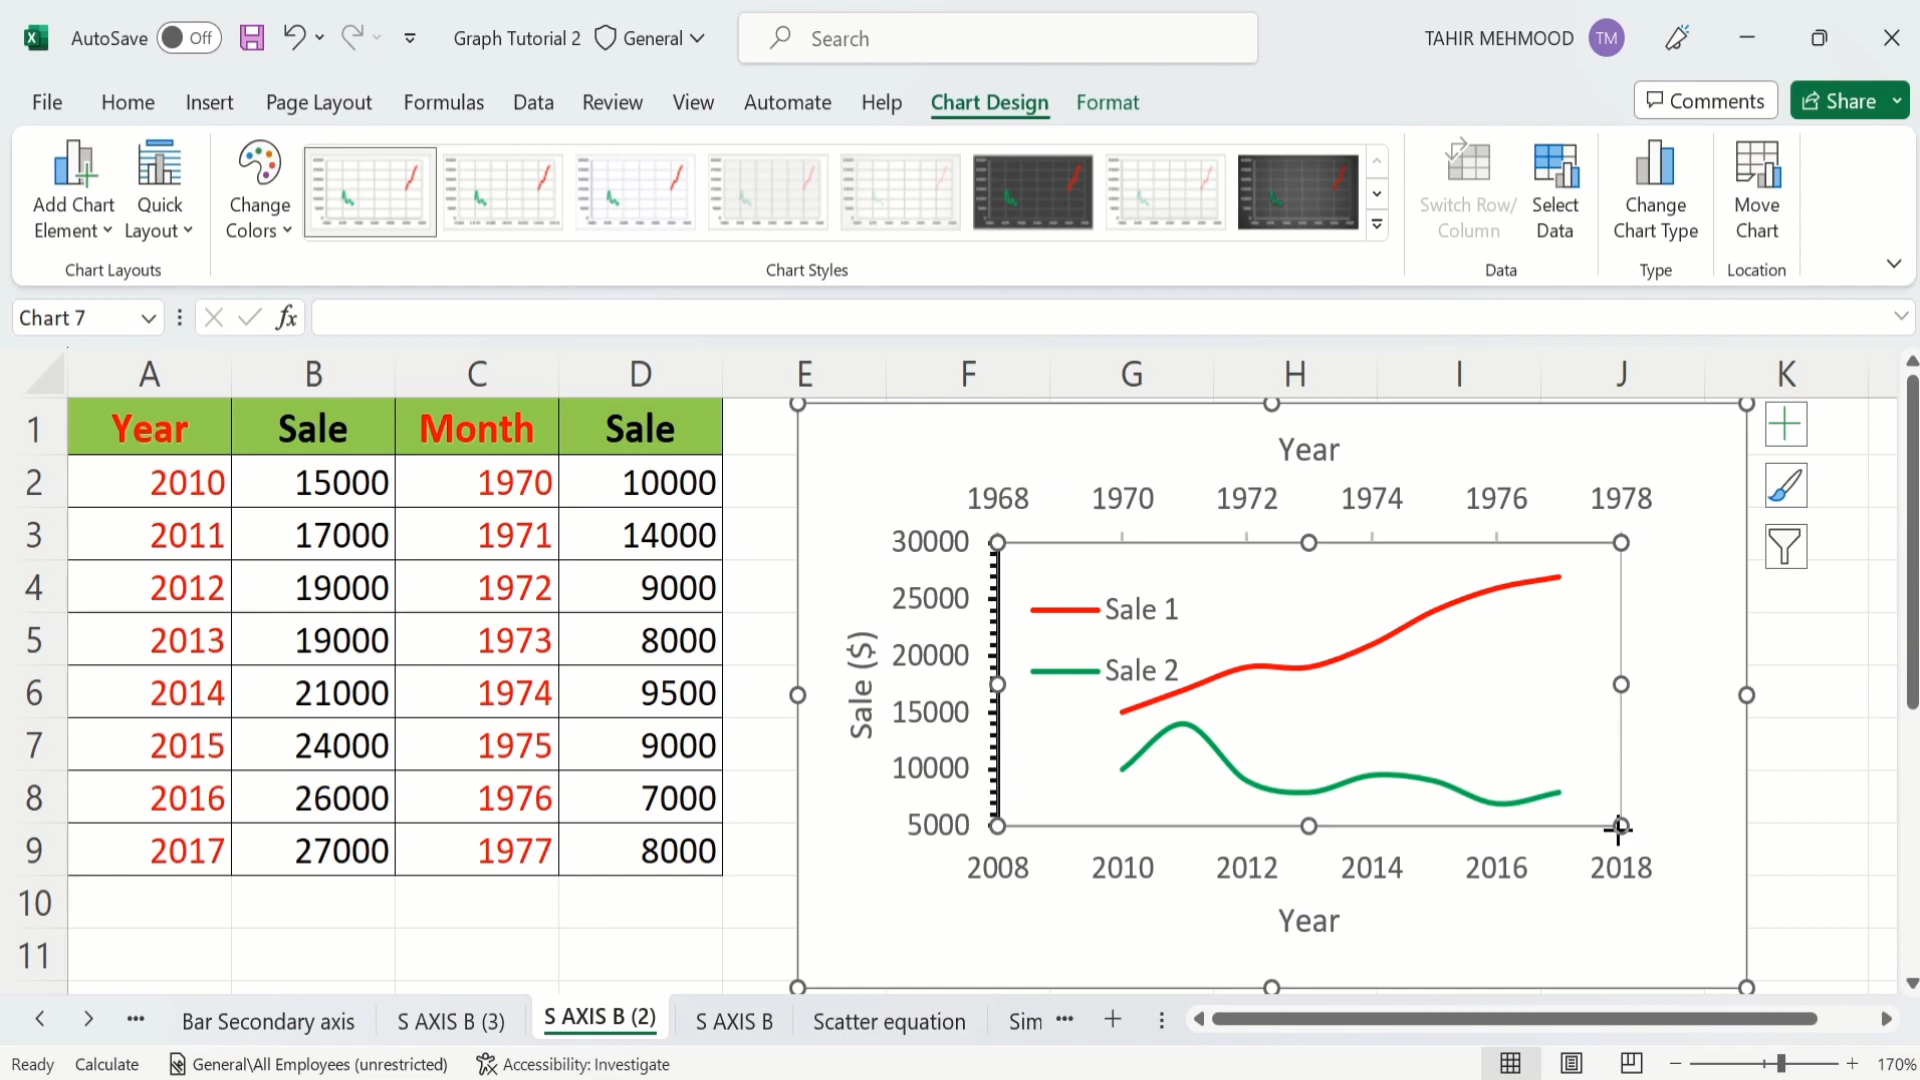 AutoSave Off Graph Tutorial 2 General Search TAHIR MEHMOOD TM
File Home Insert Page Layout Formulas Data Review View Automate Help Chart Design Format Comments Share
Add Chart Element
Quick Layout
Change Colors
Switch Row/ Column
Select Data
Change Chart Type
Move Chart
Chart Layouts Chart Styles Data Type Location
Chart 7 fx
A B C D E F G H I J K
1 Year Sale Month Sale
2 2010 15000 1970 10000
3 2011 17000 1971 14000
4 2012 19000 1972 9000
5 2013 19000 1973 8000
6 2014 21000 1974 9500
7 2015 24000 1975 9000
8 2016 26000 1976 7000
9 2017 27000 1977 8000
10
11
Year
1968 1970 1972 1974 1976 1978
30000
25000
20000
15000
10000
5000
Sale ($)
Sale 1
Sale 2
2008 2010 2012 2014 2016 2018
Year
Bar Secondary axis S AXIS B (3) S AXIS B (2) S AXIS B Scatter equation Sim
Ready Calculate General\All Employees (unrestricted) Accessibility: Investigate 170%